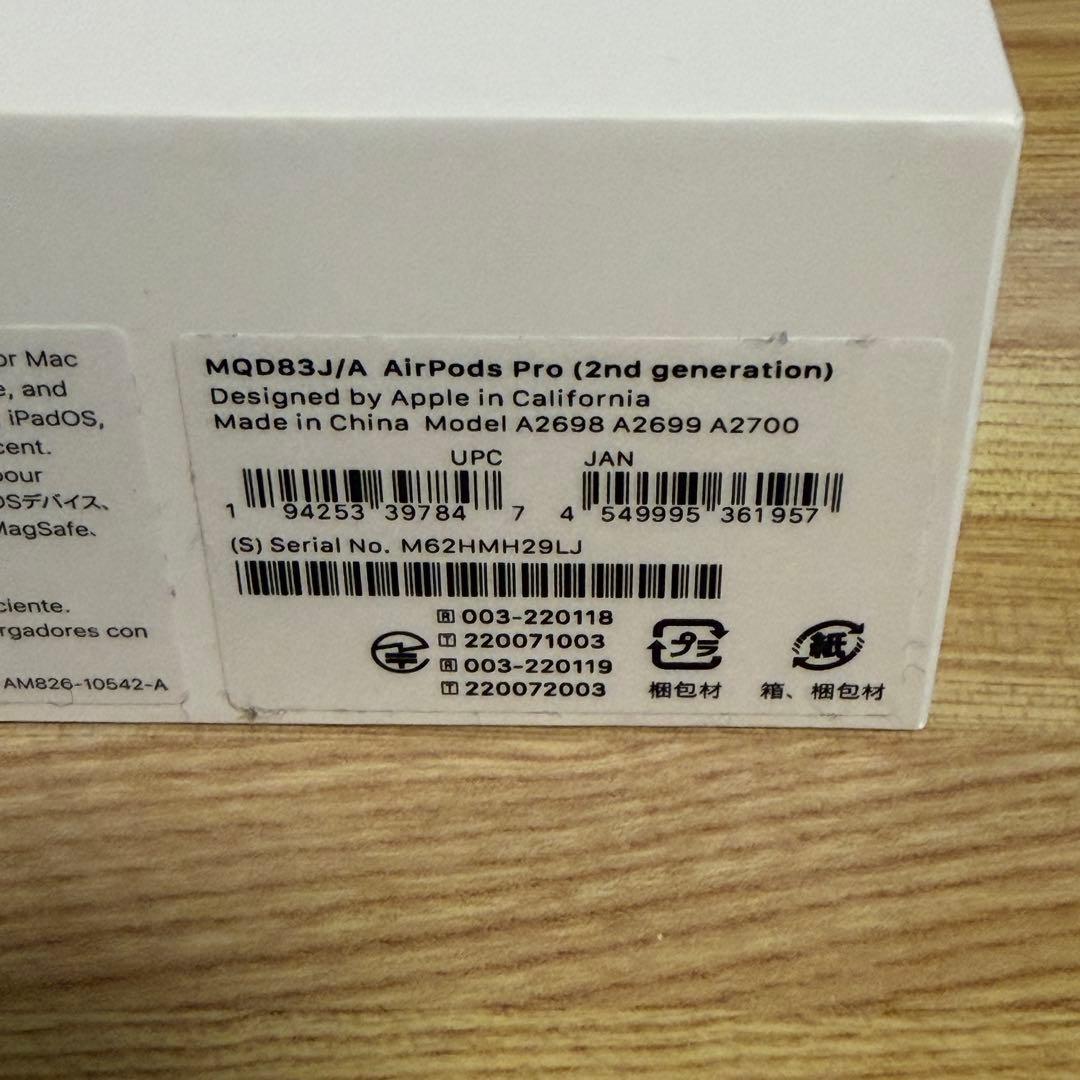 or Mac
e, and
iPadOS,
cent.
pour
OSデバイス、
MagSafe、
ciente.
rgadores con
AM826-10542-A
MQD83J/A AirPods Pro (2nd generation)
Designed by Apple in California
Made in China Model A2698 A2699 A2700
UPC JAN
1 94253 39784 7 4 549995 361957
(S) Serial No. M62HMH29LJ
R 003-220118
T 220071003
R 003-220119
T 220072003
プラ
梱包材
紙
箱、梱包材